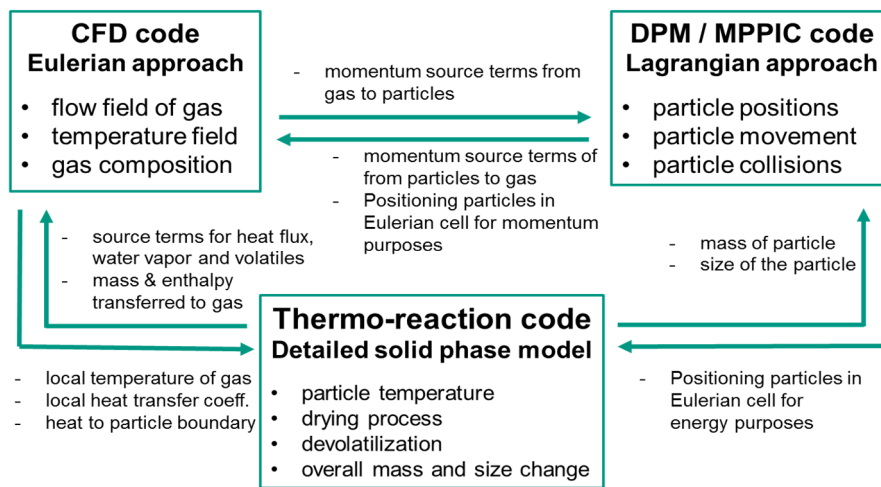 CFD code
Eulerian approach
• flow field of gas
• temperature field
• gas composition
- momentum source terms from
gas to particles
- momentum source terms of
from particles to gas
- Positioning particles in
Eulerian cell for momentum
purposes
DPM / MPPIC code
Lagrangian approach
• particle positions
• particle movement
• particle collisions
- source terms for heat flux,
water vapor and volatiles
- mass & enthalpy
transferred to gas
- mass of particle
- size of the particle
Thermo-reaction code
Detailed solid phase model
• particle temperature
• drying process
• devolatilization
• overall mass and size change
- local temperature of gas
- local heat transfer coeff.
- heat to particle boundary
- Positioning particles in
Eulerian cell for
energy purposes